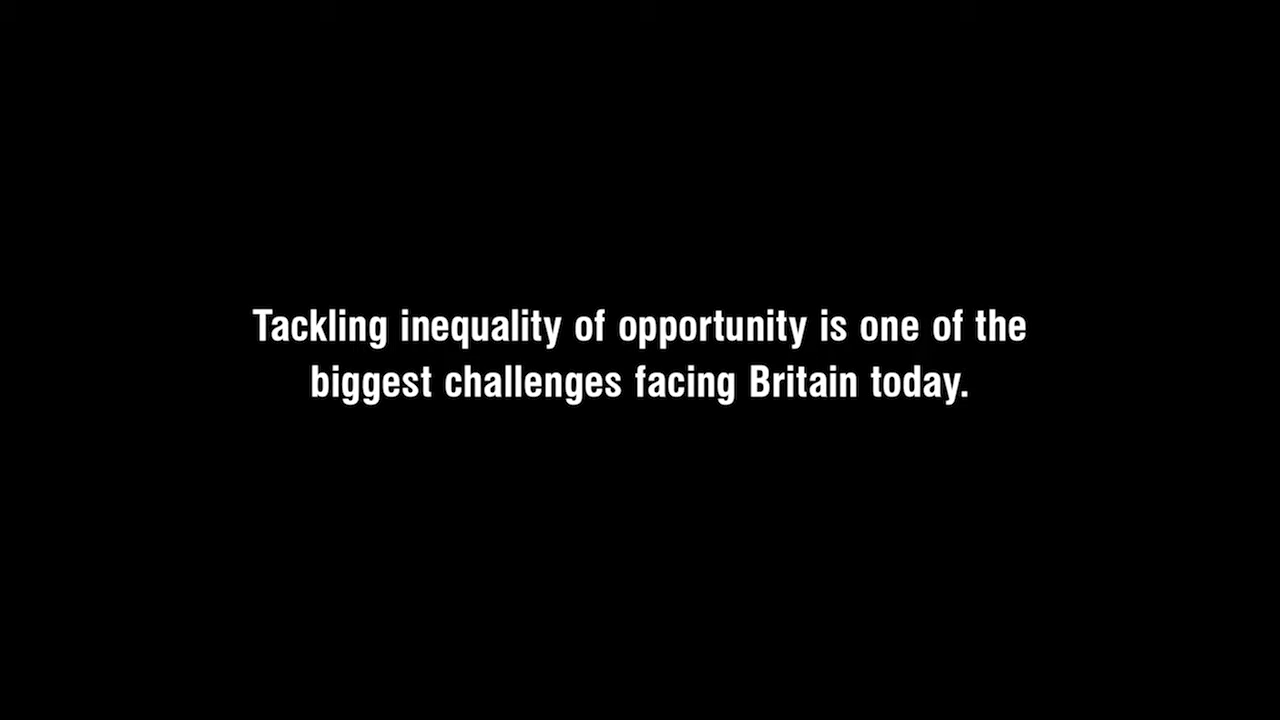 Tackling inequality of opportunity is one of the
biggest challenges facing Britain today.